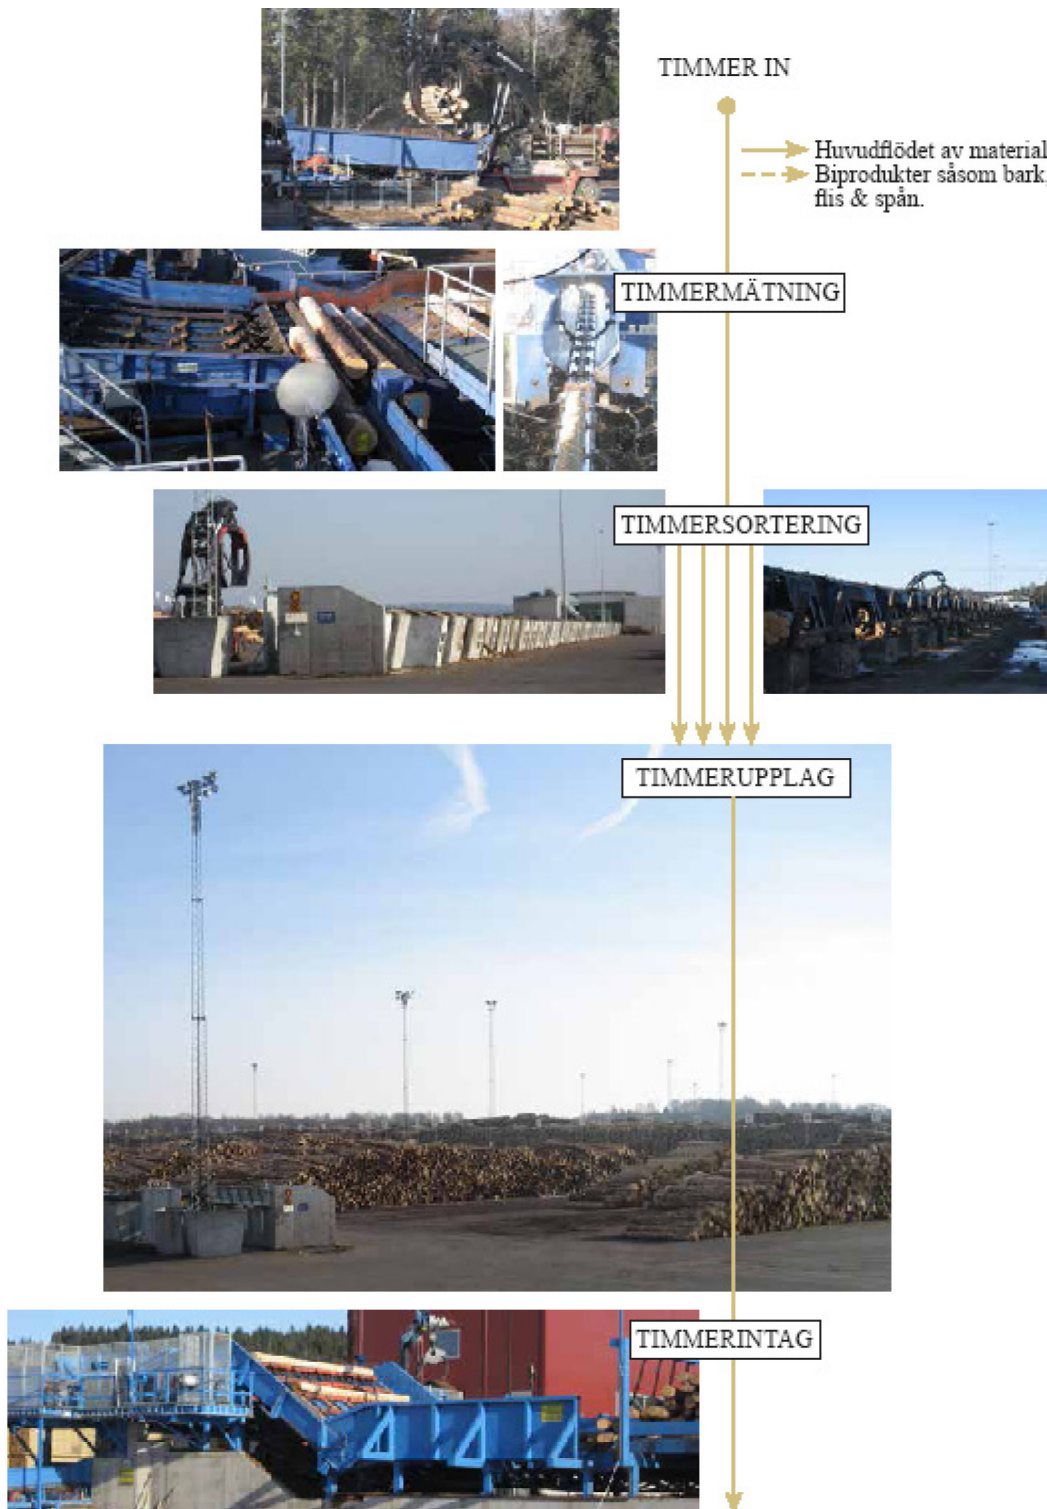 TIMMER IN
Huvudflödet av material
Biprodukter såsom bark,
flis & spån.
TIMMERMÄTNING
TIMMERSORTERING
TIMMERUPPLAG
TIMMERINTAG